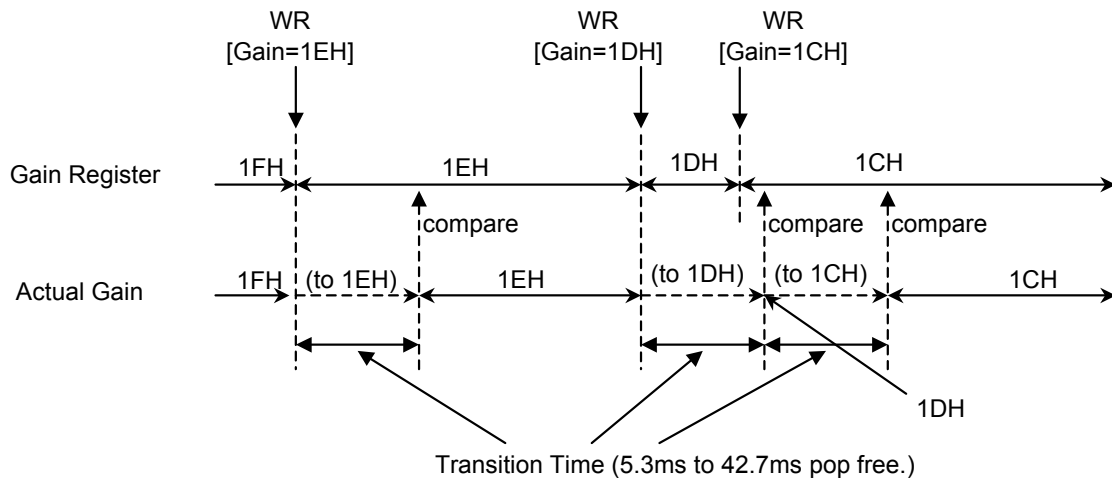 WR
[Gain=1EH]
WR
[Gain=1DH]
WR
[Gain=1CH]
Gain Register
1FH
1EH
1DH
1CH
compare
compare
compare
Actual Gain
1FH
(to 1EH)
1EH
(to 1DH)
(to 1CH)
1CH
1DH
Transition Time (5.3ms to 42.7ms pop free.)